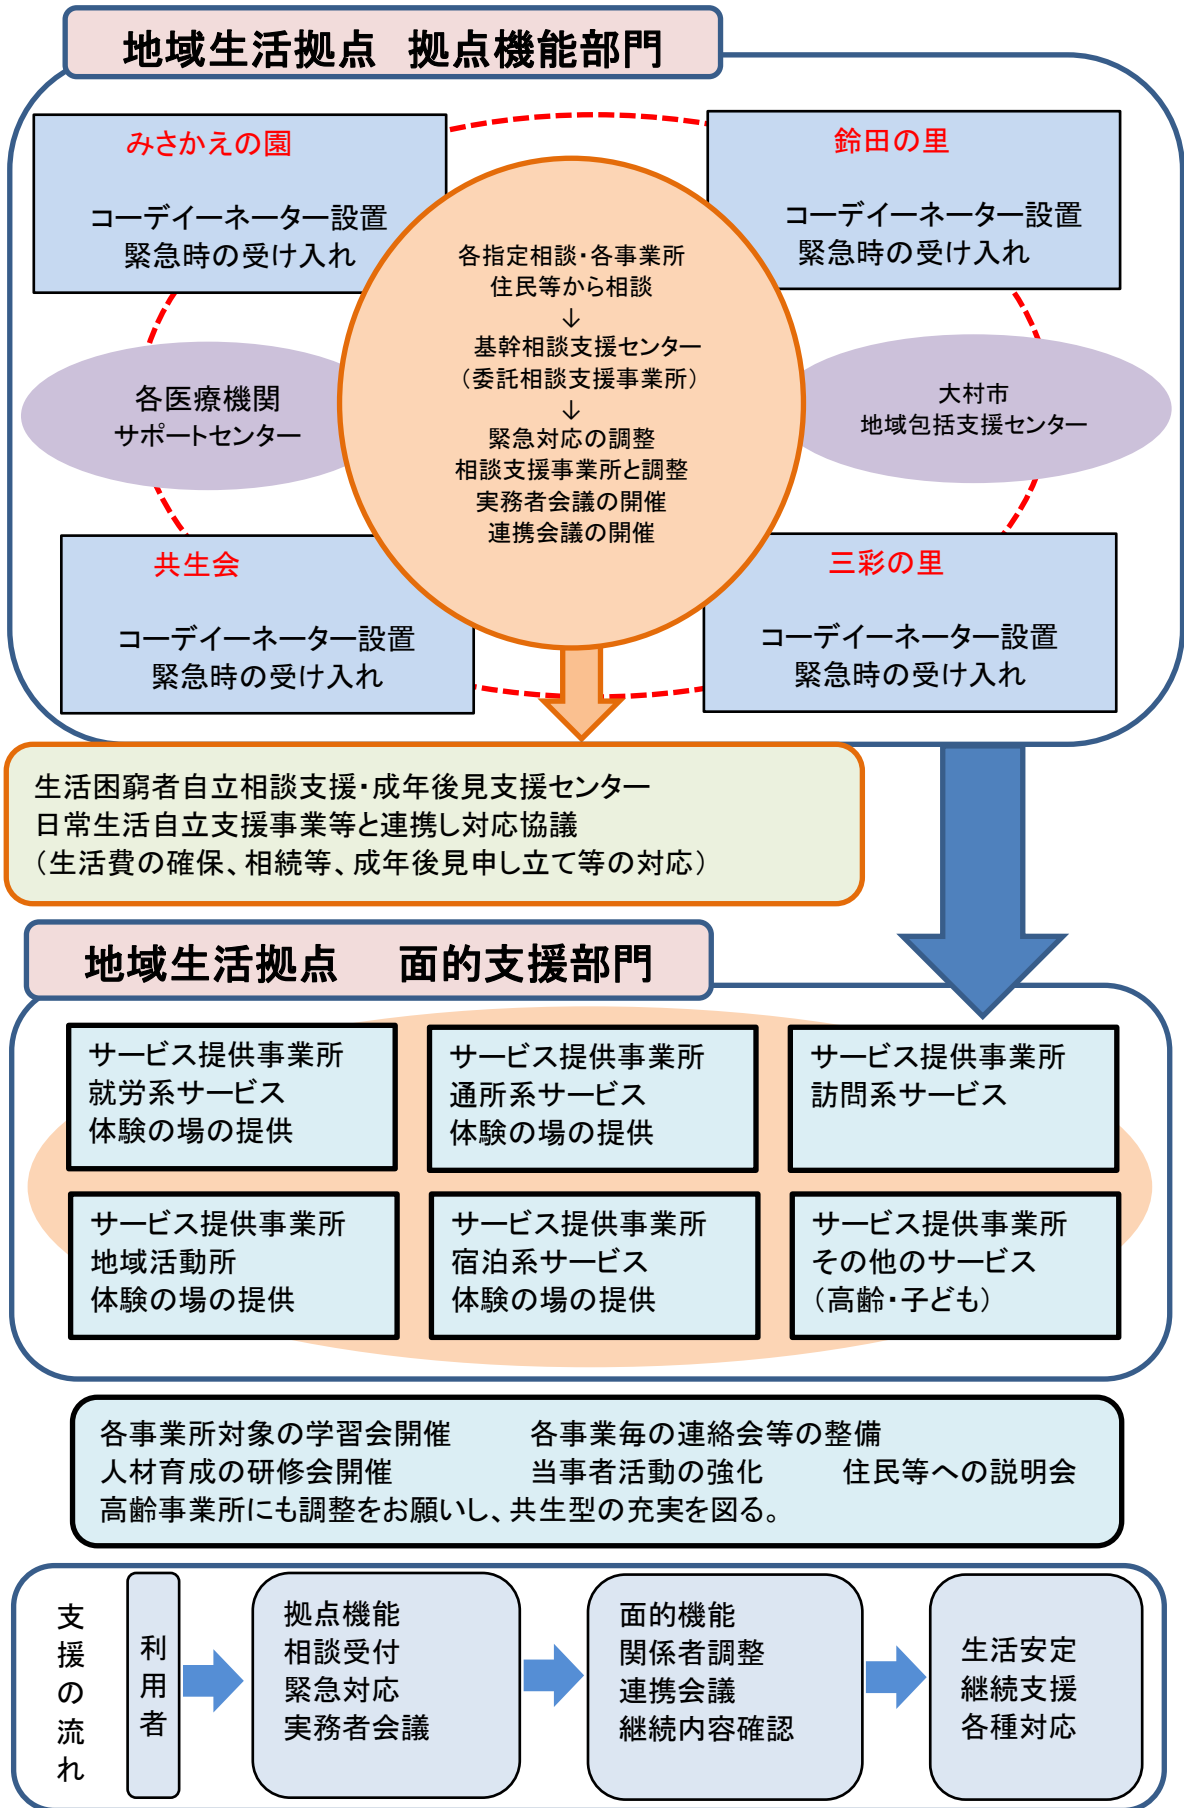 地域生活拠点　拠点機能部門
みさかえの園
コーデイーネーター設置
緊急時の受け入れ
鈴田の里
コーデイーネーター設置
緊急時の受け入れ
各指定相談・各事業所
住民等から相談
↓
基幹相談支援センター
（委託相談支援事業所）
↓
緊急対応の調整
相談支援事業所と調整
実務者会議の開催
連携会議の開催
各医療機関
サポートセンター
大村市
地域包括支援センター
共生会
コーデイーネーター設置
緊急時の受け入れ
三彩の里
コーデイーネーター設置
緊急時の受け入れ
生活困窮者自立相談支援・成年後見支援センター
日常生活自立支援事業等と連携し対応協議
（生活費の確保、相続等、成年後見申し立て等の対応）
地域生活拠点　面的支援部門
サービス提供事業所
就労系サービス
体験の場の提供
サービス提供事業所
通所系サービス
体験の場の提供
サービス提供事業所
訪問系サービス
サービス提供事業所
地域活動所
体験の場の提供
サービス提供事業所
宿泊系サービス
体験の場の提供
サービス提供事業所
その他のサービス
（高齢・子ども）
各事業所対象の学習会開催　　各事業毎の連絡会等の整備
人材育成の研修会開催　　当事者活動の強化　　住民等への説明会
高齢事業所にも調整をお願いし、共生型の充実を図る。
支援の流れ
利用者
拠点機能
相談受付
緊急対応
実務者会議
面的機能
関係者調整
連携会議
継続内容確認
生活安定
継続支援
各種対応